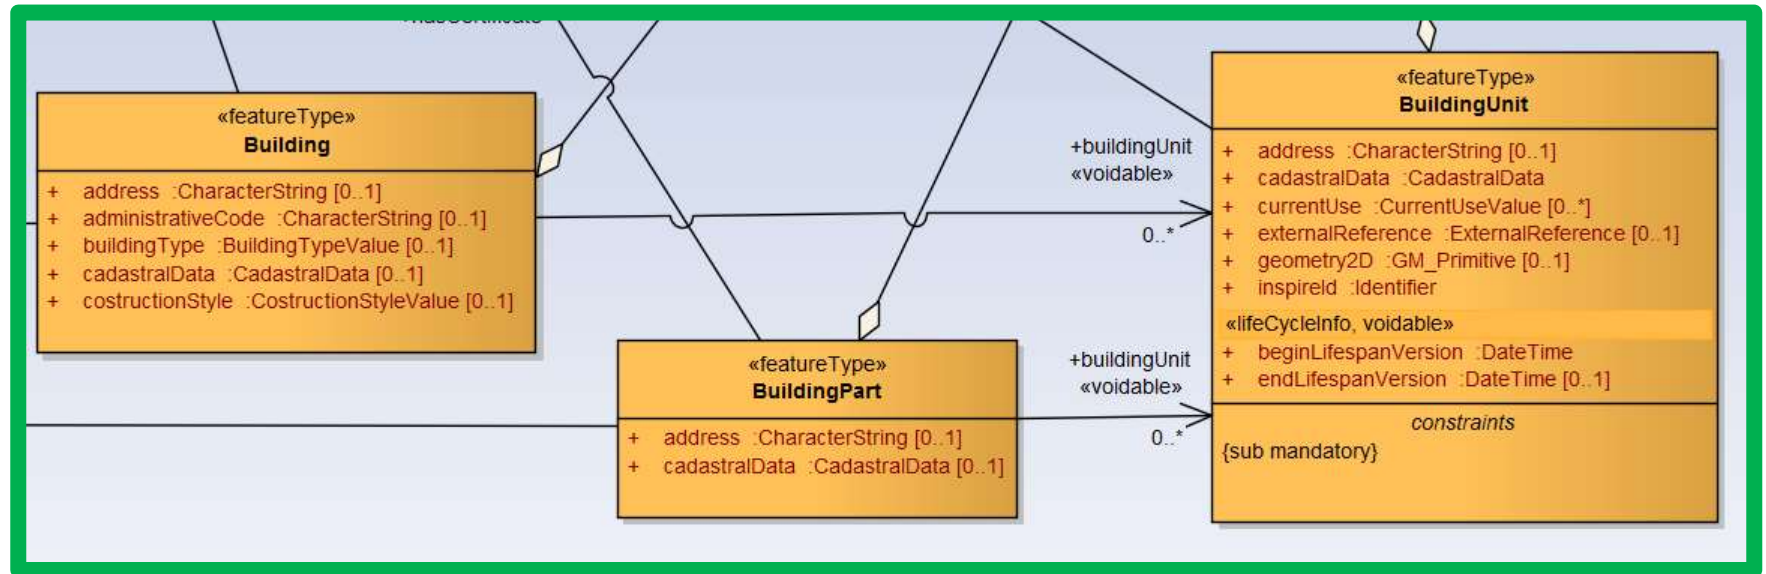 «featureType»
Building
+ address :CharacterString [0..1]
+ administrativeCode :CharacterString [0..1]
+ buildingType :BuildingTypeValue [0..1]
+ cadastralData :CadastralData [0..1]
+ costructionStyle :CostructionStyleValue [0..1]
«featureType»
BuildingPart
+ address :CharacterString [0..1]
+ cadastralData :CadastralData [0..1]
+buildingUnit
«voidable»
0..*
+buildingUnit
«voidable»
0..*
«featureType»
BuildingUnit
+ address :CharacterString [0..1]
+ cadastralData :CadastralData
+ currentUse :CurrentUseValue [0..*]
+ externalReference :ExternalReference [0..1]
+ geometry2D :GM_Primitive [0..1]
+ inspireId :Identifier
«lifeCycleInfo, voidable»
+ beginLifespanVersion :DateTime
+ endLifespanVersion :DateTime [0..1]
constraints
{sub mandatory}